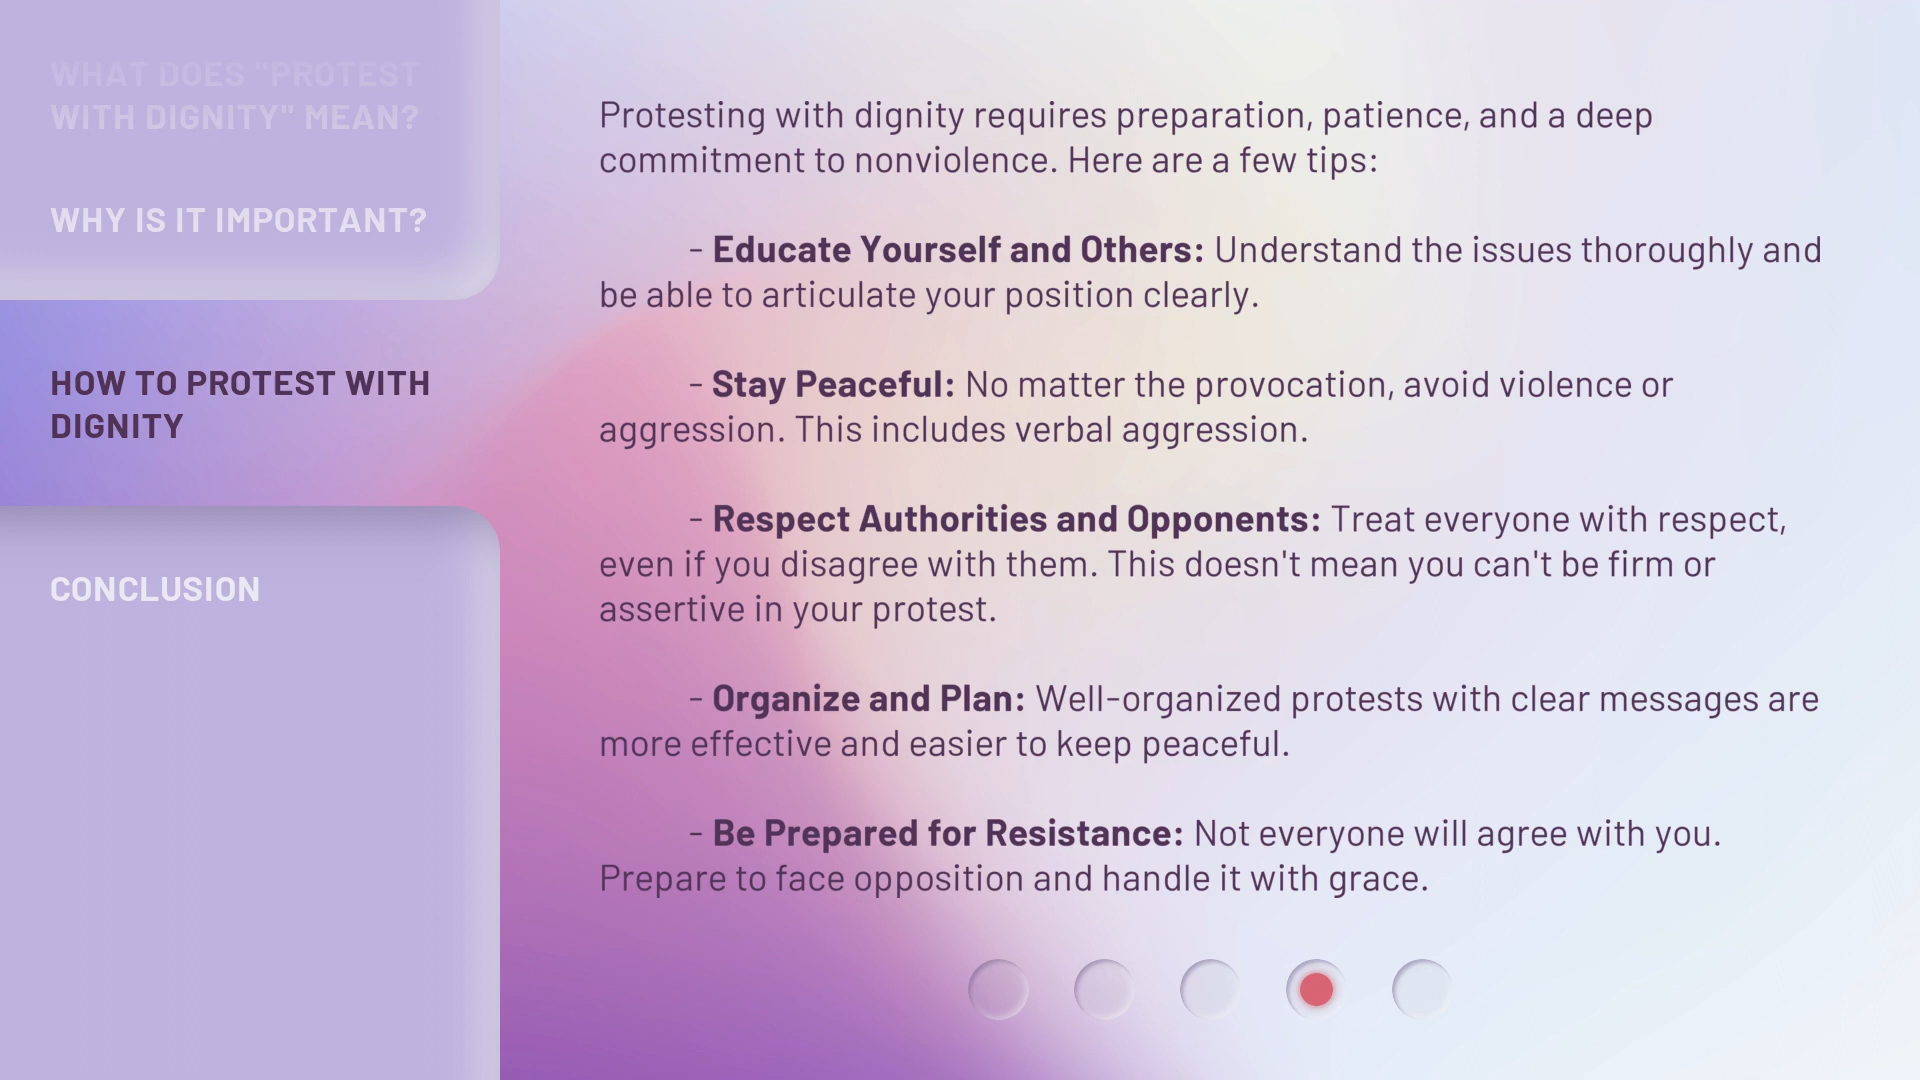 WHAT DOES "PROTEST
WITH DIGNITY" MEAN?
WHY IS IT IMPORTANT?
HOW TO PROTEST WITH
DIGNITY
CONCLUSION
Protesting with dignity requires preparation, patience, and a deep
commitment to nonviolence. Here are a few tips:
- Educate Yourself and Others: Understand the issues thoroughly and
be able to articulate your position clearly.
- Stay Peaceful: No matter the provocation, avoid violence or
aggression. This includes verbal aggression.
- Respect Authorities and Opponents: Treat everyone with respect,
even if you disagree with them. This doesn't mean you can't be firm or
assertive in your protest.
- Organize and Plan: Well-organized protests with clear messages are
more effective and easier to keep peaceful.
- Be Prepared for Resistance: Not everyone will agree with you.
Prepare to face opposition and handle it with grace.